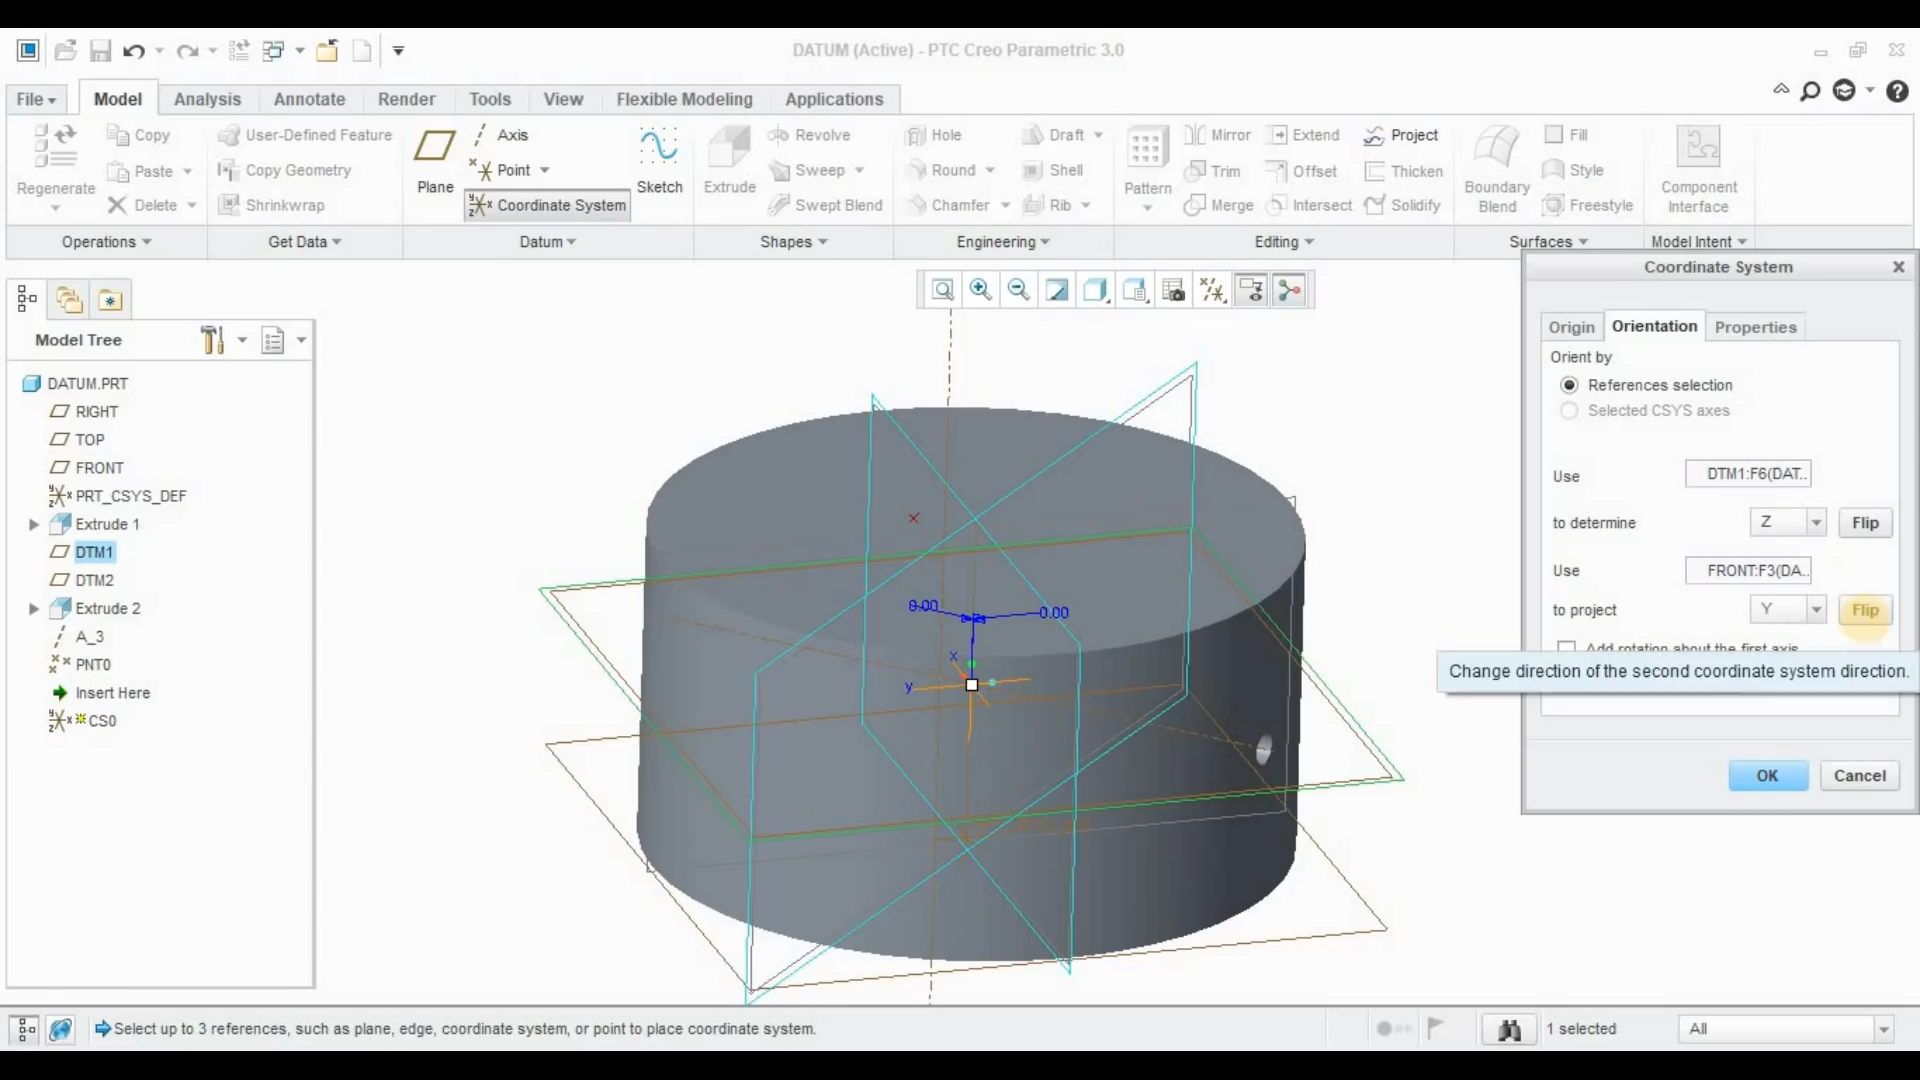 DATUM (Active) - PTC Creo Parametric 3.0
File Model Analysis Annotate Render Tools View Flexible Modeling Applications
Regenerate
Copy
Paste
Delete
User-Defined Feature
Copy Geometry
Shrinkwrap
Plane
Axis
Point
Coordinate System
Sketch
Extrude
Revolve
Sweep
Swept Blend
Hole
Round
Chamfer
Draft
Shell
Rib
Pattern
Mirror
Trim
Merge
Extend
Offset
Intersect
Project
Thicken
Solidify
Boundary
Blend
Fill
Style
Freestyle
Component
Interface
Operations Get Data Datum Shapes Engineering Editing Surfaces Model Intent
Model Tree
DATUM.PRT
RIGHT
TOP
FRONT
PRT_CSYS_DEF
Extrude 1
DTM1
DTM2
Extrude 2
A_3
PNT0
Insert Here
CS0
0.00
0.00
x
y
Coordinate System
Origin Orientation Properties
Orient by
References selection
Selected CSYS axes
Use DTM1:F6(DAT..
to determine Z Flip
Use FRONT:F3(DA..
to project Y Flip
Add rotation about the first axis
Change direction of the second coordinate system direction.
OK Cancel
Select up to 3 references, such as plane, edge, coordinate system, or point to place coordinate system.
1 selected
All